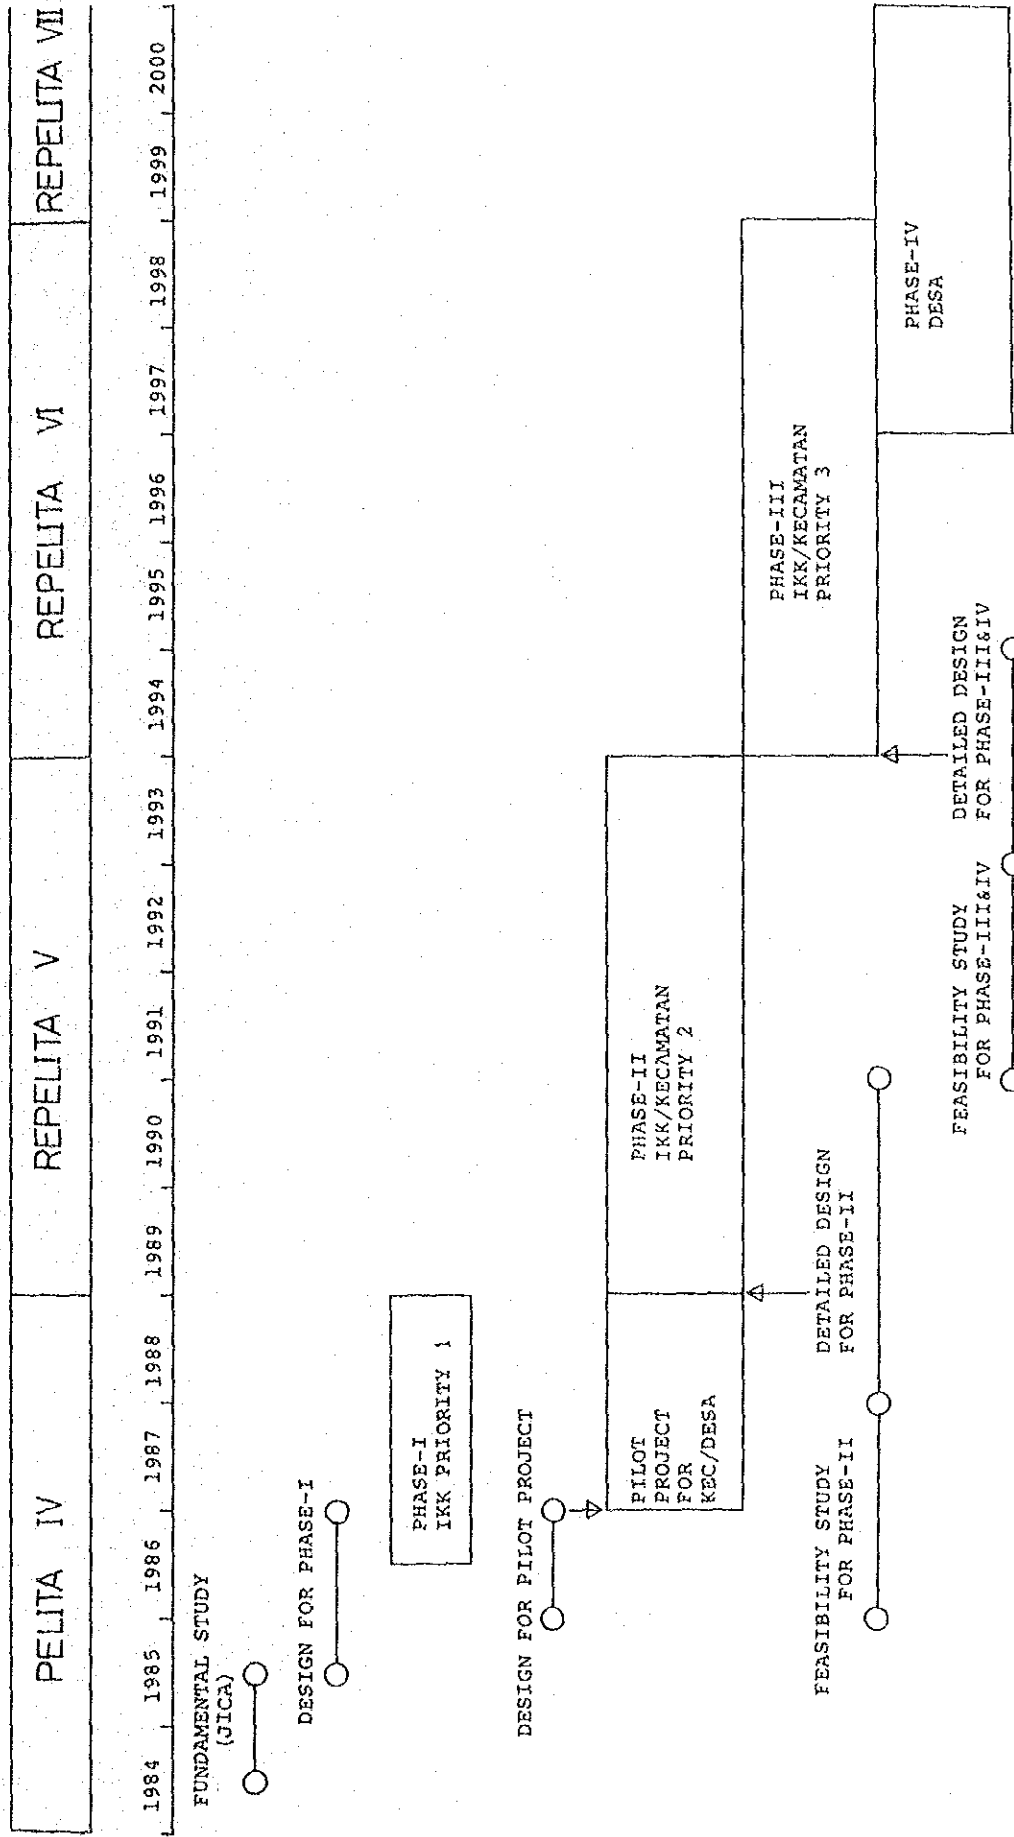 PELITA IV
REPELITA V
REPELITA VI
REPELITA VII
1984 1985 1986 1987 1988 1989 1990 1991 1992 1993 1994 1995 1996 1997 1998 1999 2000
FUNDAMENTAL STUDY
(JICA)
DESIGN FOR PHASE-I
PHASE-I
IKK PRIORITY 1
DESIGN FOR PILOT PROJECT
PILOT
PROJECT
FOR
KEC/DESA
PHASE-II
IKK/KECAMATAN
PRIORITY 2
PHASE-III
IKK/KECAMATAN
PRIORITY 3
FEASIBILITY STUDY
FOR PHASE-II
DETAILED DESIGN
FOR PHASE-II
PHASE-IV
DESA
FEASIBILITY STUDY
FOR PHASE-III&IV
DETAILED DESIGN
FOR PHASE-III&IV